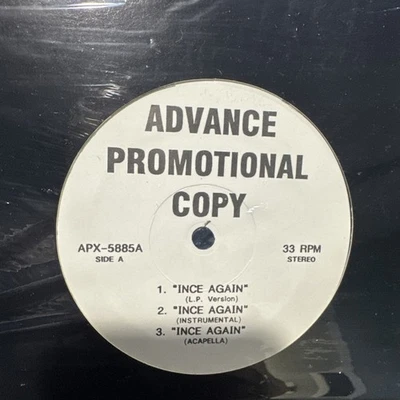 ADVANCE
PROMOTIONAL
COPY
APX-5885A 33 RPM
SIDE A STEREO
1. "INCE AGAIN"
(L.P. Version)
2. "INCE AGAIN"
(INSTRUMENTAL)
3. "INCE AGAIN"
(ACAPELLA)